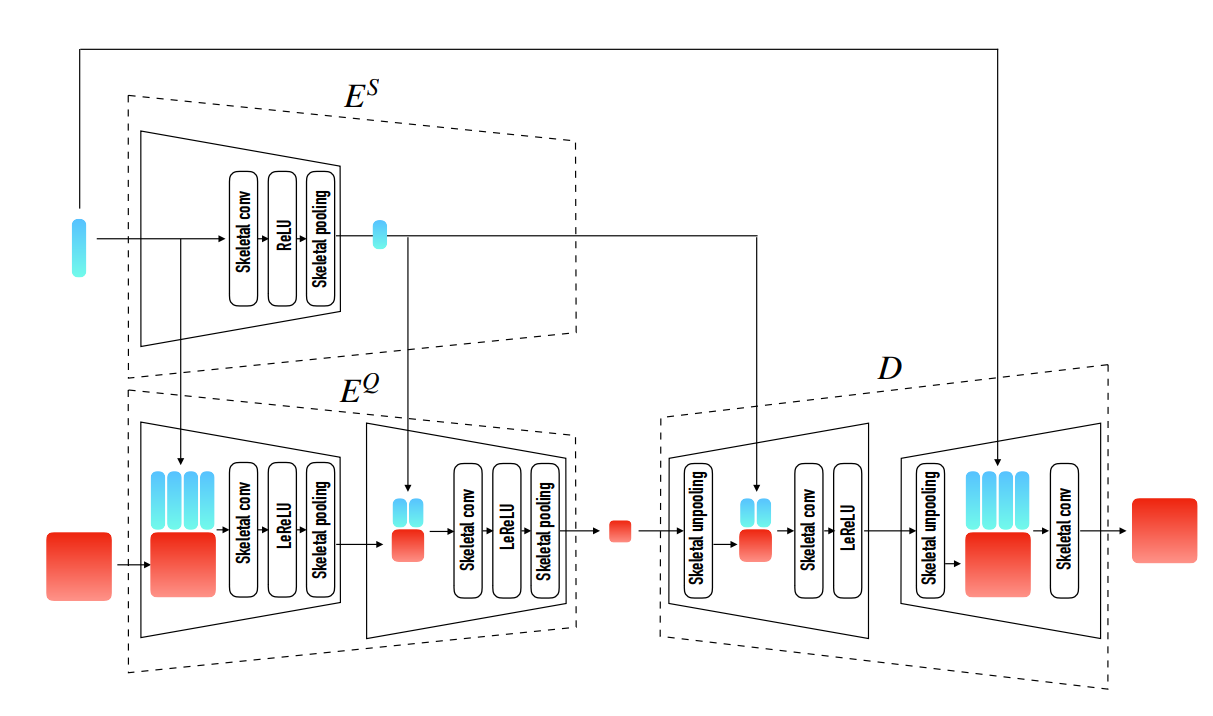 E^S
Skeletal conv
ReLU
Skeletal pooling
E^Q
D
Skeletal conv
LeReLU
Skeletal pooling
Skeletal conv
LeReLU
Skeletal pooling
Skeletal unpooling
Skeletal conv
LeReLU
Skeletal unpooling
Skeletal conv